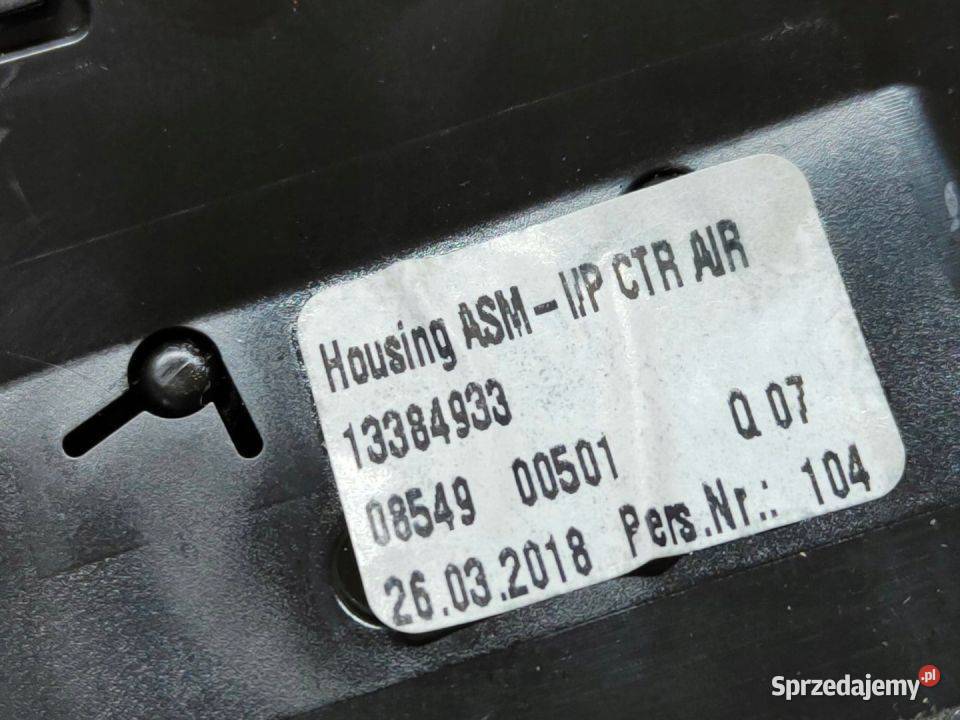 Housing ASM-I/P CTR AIR
13384933
08549 00501 Q 07
26.03.2018 Pers.Nr.: 104
Sprzedajemy.pl